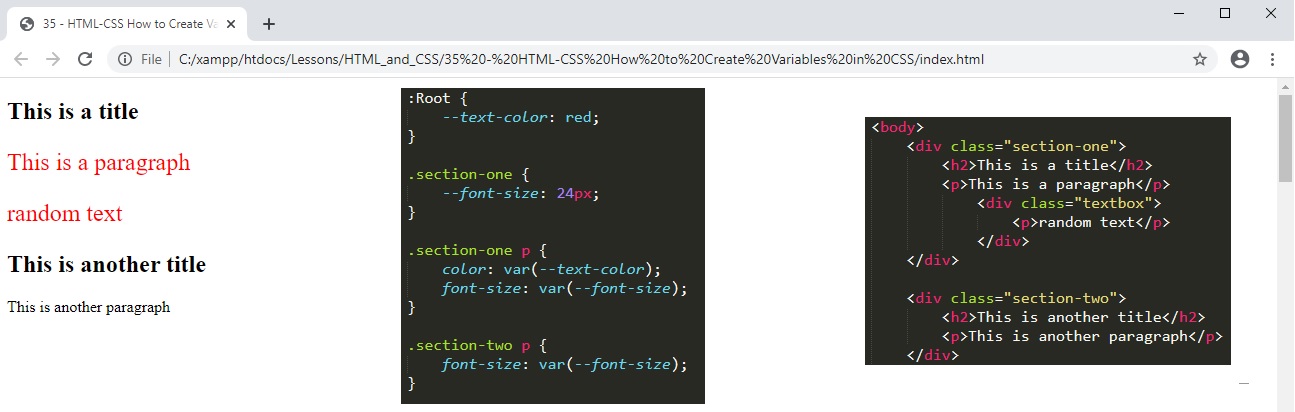 35 - HTML-CSS How to Create Va
File C:/xampp/htdocs/Lessons/HTML_and_CSS/35%20-%20HTML-CSS%20How%20to%20Create%20Variables%20in%20CSS/index.html
This is a title
This is a paragraph
random text
This is another title
This is another paragraph
:Root {
    --text-color: red;
}

.section-one {
    --font-size: 24px;
}

.section-one p {
    color: var(--text-color);
    font-size: var(--font-size);
}

.section-two p {
    font-size: var(--font-size);
}
<body>
    <div class="section-one">
        <h2>This is a title</h2>
        <p>This is a paragraph</p>
            <div class="textbox">
                <p>random text</p>
            </div>
    </div>

    <div class="section-two">
        <h2>This is another title</h2>
        <p>This is another paragraph</p>
    </div>